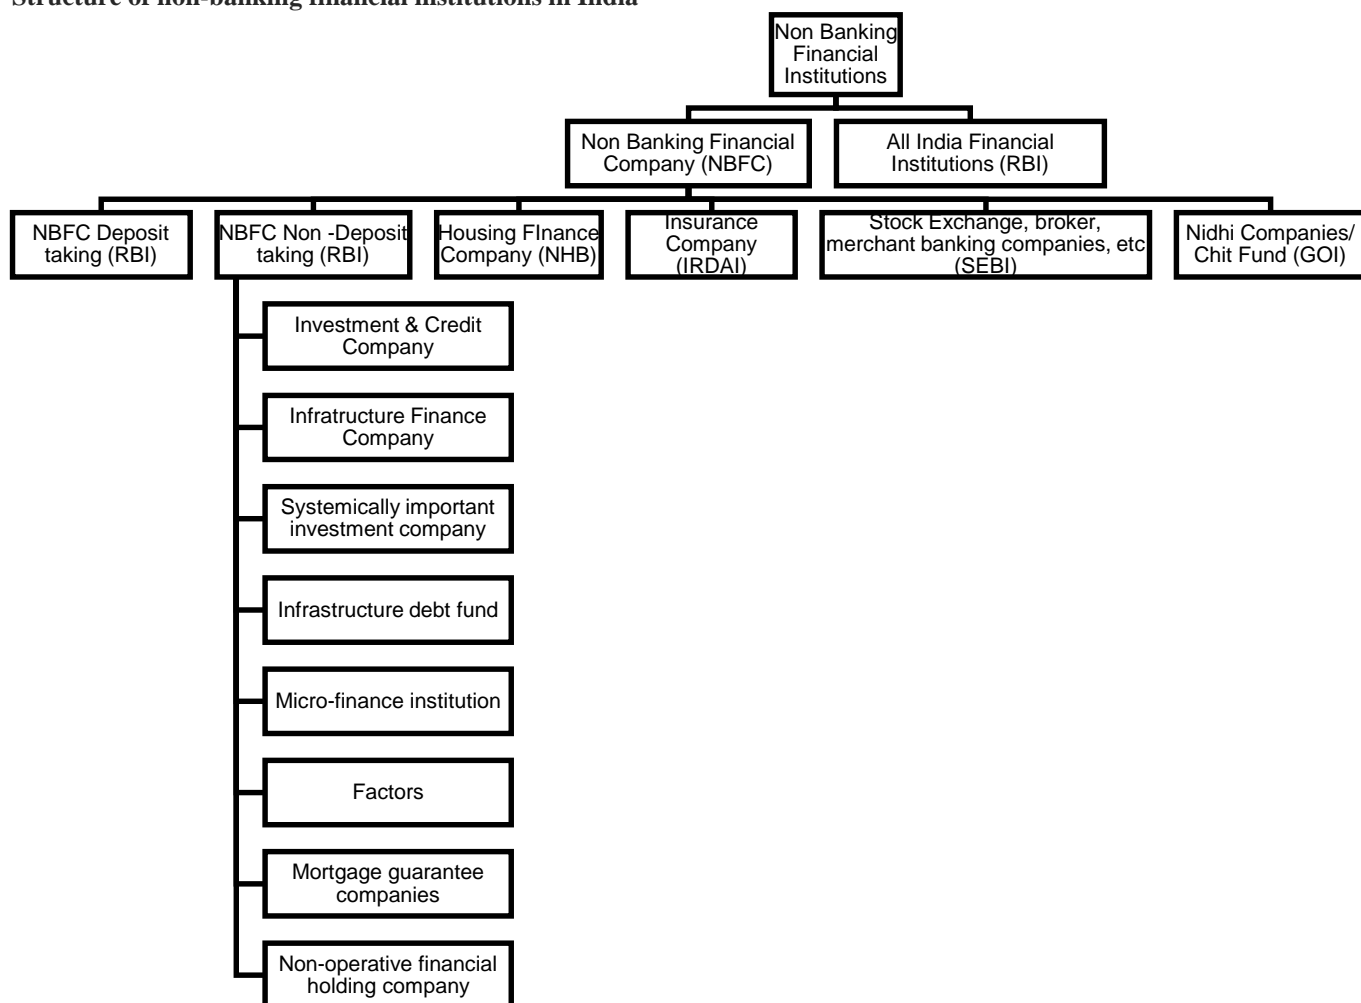 Structure of non-banking financial institutions in India
Non Banking
Financial
Institutions
Non Banking Financial
Company (NBFC)
All India Financial
Institutions (RBI)
NBFC Deposit
taking (RBI)
NBFC Non -Deposit
taking (RBI)
Housing FInance
Company (NHB)
Insurance
Company
(IRDAI)
Stock Exchange, broker,
merchant banking companies, etc
(SEBI)
Nidhi Companies/
Chit Fund (GOI)
Investment & Credit
Company
Infratructure Finance
Company
Systemically important
investment company
Infrastructure debt fund
Micro-finance institution
Factors
Mortgage guarantee
companies
Non-operative financial
holding company